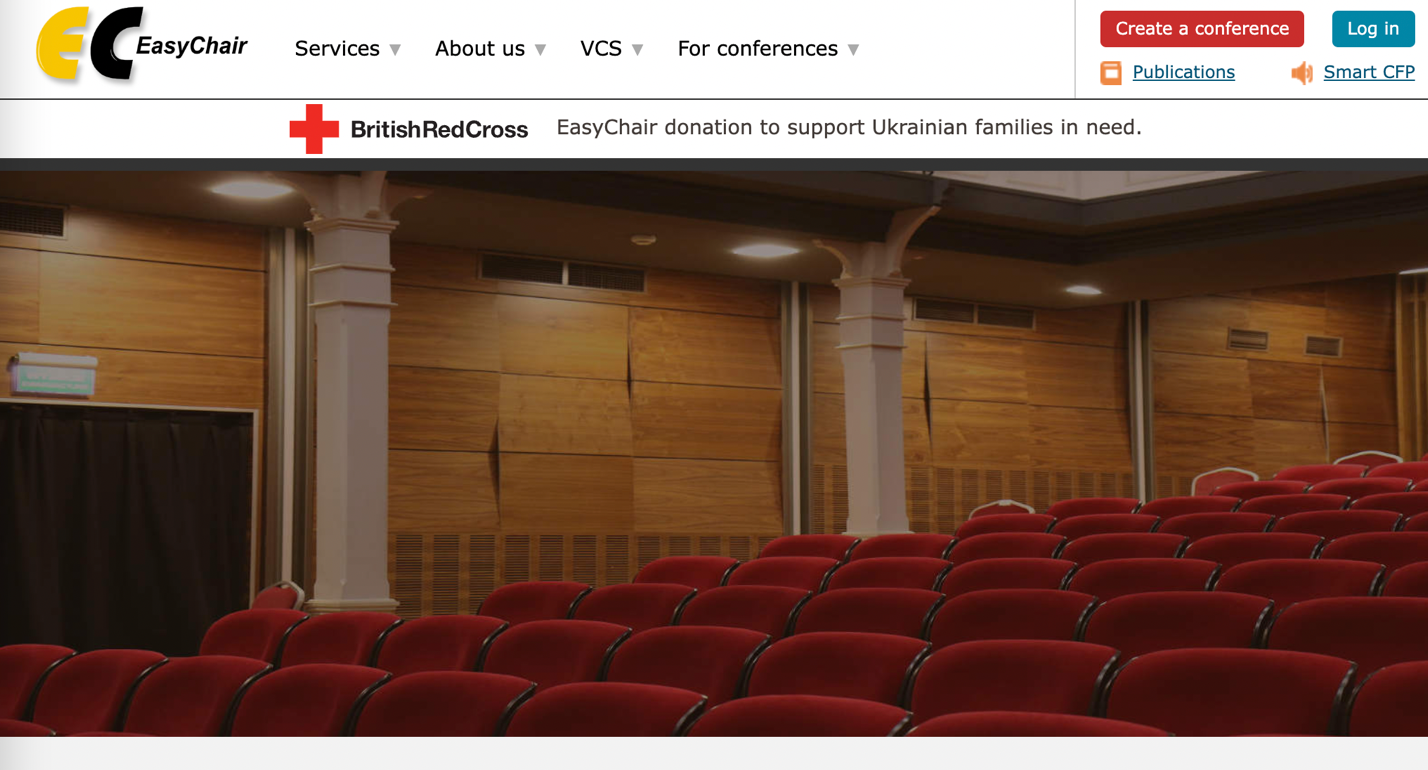 EC EasyChair
Services ▼ About us ▼ VCS ▼ For conferences ▼
Create a conference Log in
Publications Smart CFP
BritishRedCross EasyChair donation to support Ukrainian families in need.